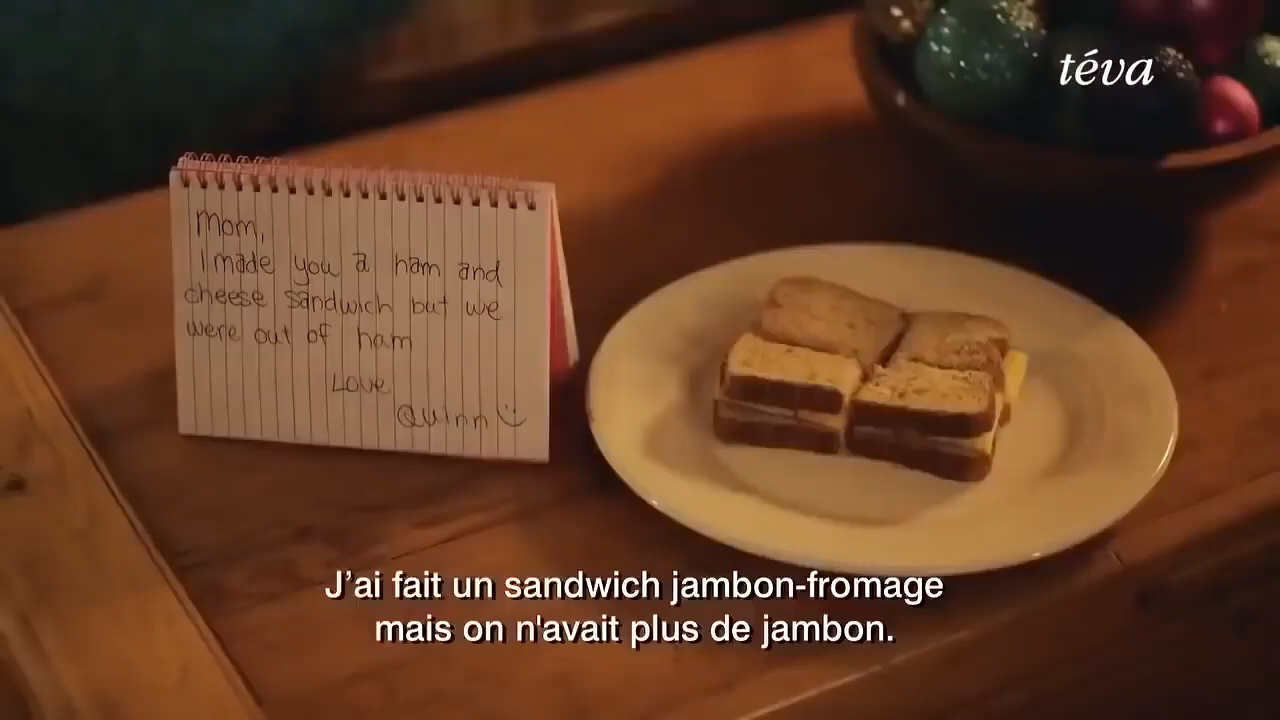 téva
Mom,
I made you a ham and
cheese sandwich but we
were out of ham
Love
Quinn
J'ai fait un sandwich jambon-fromage
mais on n'avait plus de jambon.